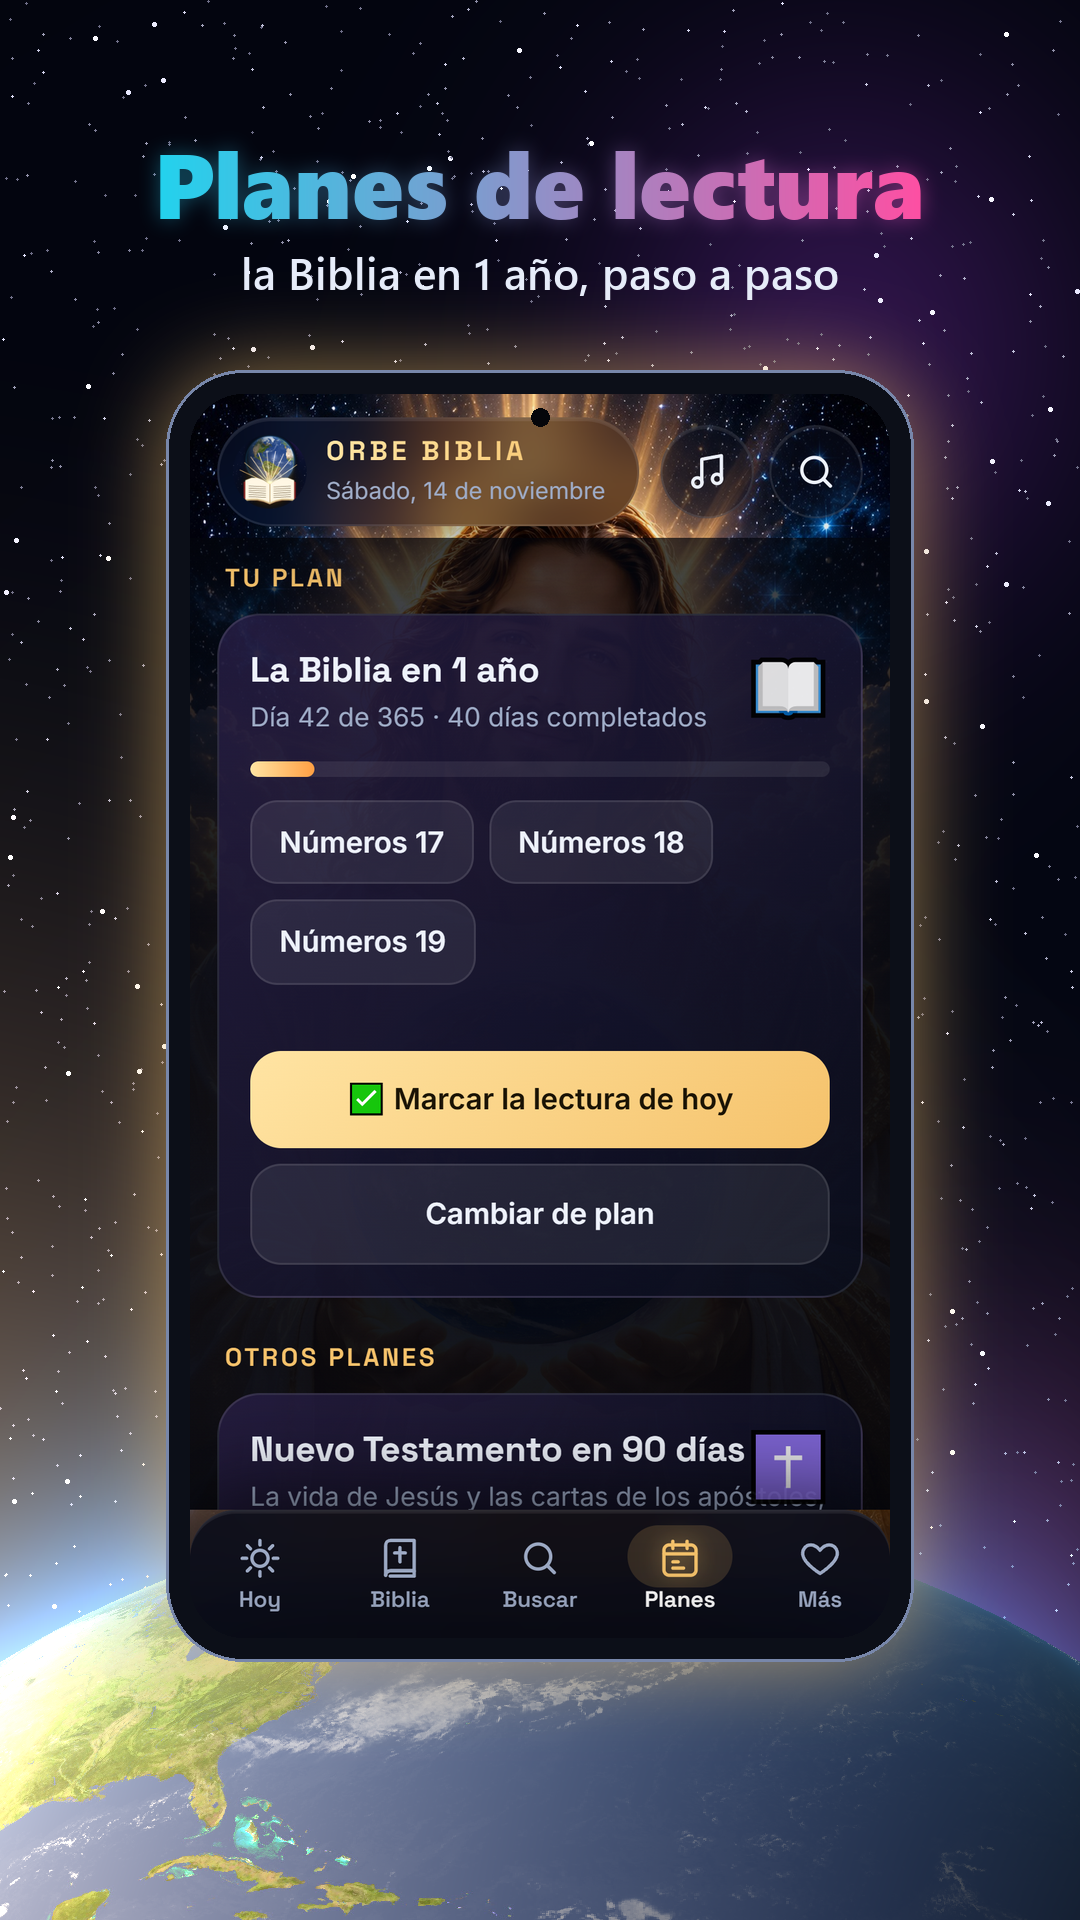 Planes de lectura
la Biblia en 1 año, paso a paso
ORBE BIBLIA
Sábado, 14 de noviembre
TU PLAN
La Biblia en 1 año
Día 42 de 365 · 40 días completados
Números 17
Números 18
Números 19
✅ Marcar la lectura de hoy
Cambiar de plan
OTROS PLANES
Nuevo Testamento en 90 días
La vida de Jesús y las cartas de los apóstoles,
Hoy
Biblia
Buscar
Planes
Más